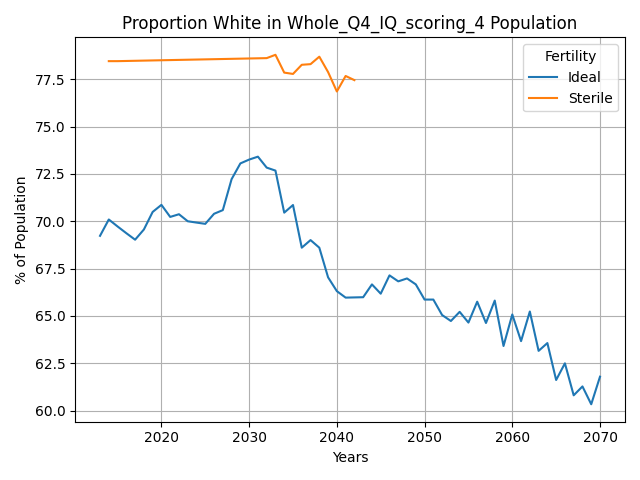 Proportion White in Whole_Q4_IQ_scoring_4 Population
Fertility
Ideal
Sterile
% of Population
77.5
75.0
72.5
70.0
67.5
65.0
62.5
60.0
2020 2030 2040 2050 2060 2070
Years